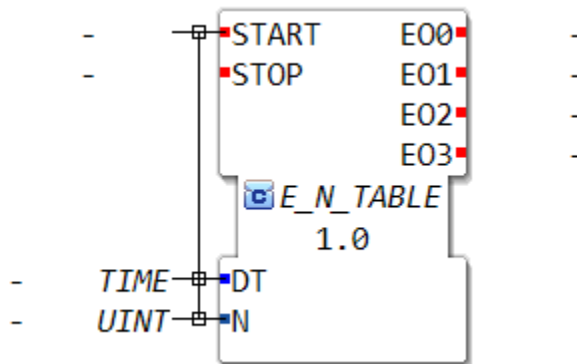 - START EO0 -
- STOP EO1 -
EO2 -
EO3 -
E_N_TABLE
1.0
- TIME DT
- UINT N